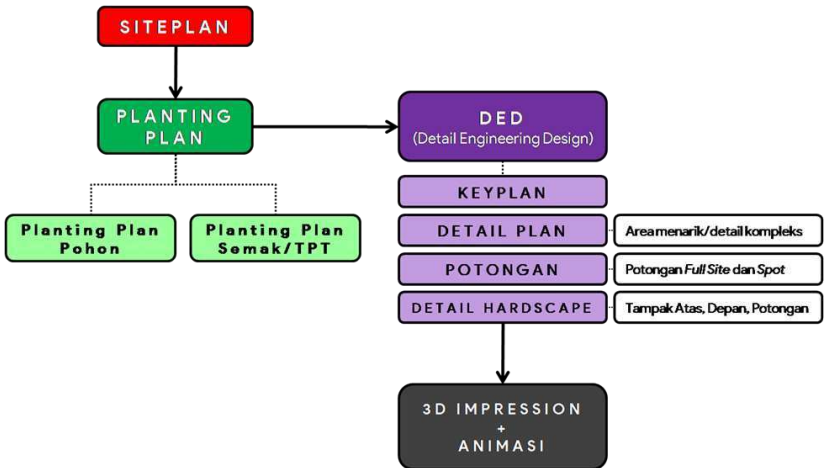 SITEPLAN
PLANTING
PLAN
DED
(Detail Engineering Design)
Planting Plan
Pohon
Planting Plan
Semak/TPT
KEYPLAN
DETAIL PLAN
Area menarik/detail kompleks
POTONGAN
Potongan Full Site dan Spot
DETAIL HARDSCAPE
Tampak Atas, Depan, Potongan
3D IMPRESSION
+
ANIMASI